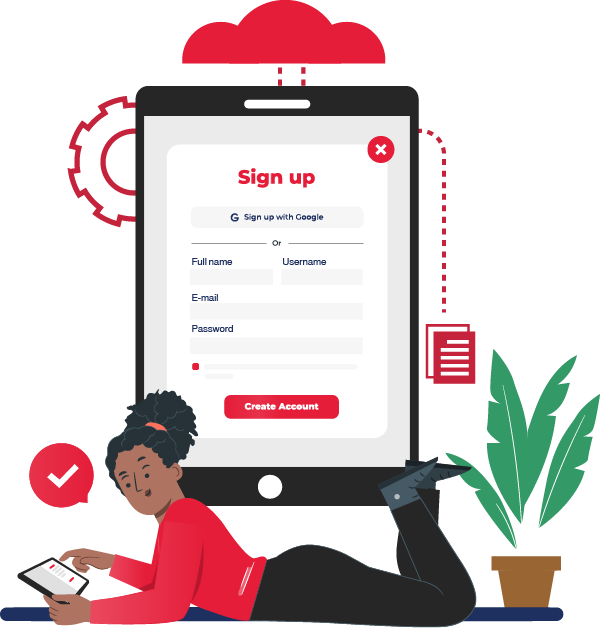 Sign up
G Sign up with Google
Or
Full name Username
E-mail
Password
Create Account